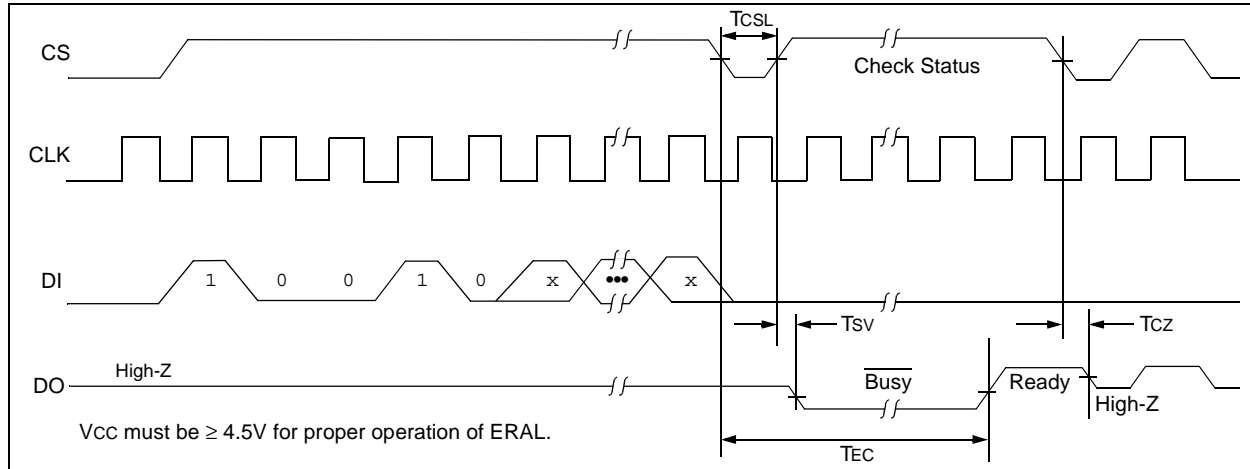 TCSL
CS
Check Status
CLK
DI
1 0 0 1 0 x ••• x
TSV
TCZ
High-Z
DO
Busy
Ready
High-Z
VCC must be ≥ 4.5V for proper operation of ERAL.
TEC